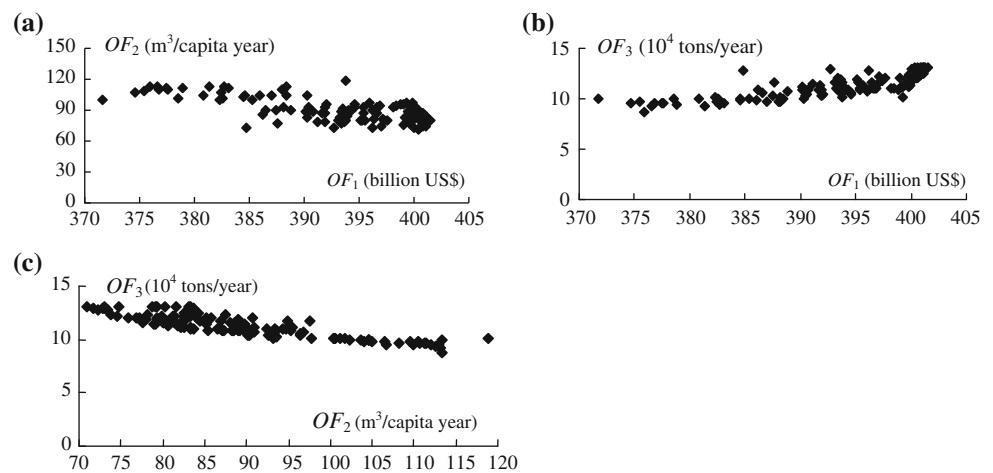 (a)
OF₂ (m³/capita year)
150
120
90
60
30
0
OF₁ (billion US$)
370 375 380 385 390 395 400 405
(b)
OF₃ (10⁴ tons/year)
15
10
5
0
OF₁ (billion US$)
370 375 380 385 390 395 400 405
(c)
OF₃ (10⁴ tons/year)
15
10
5
0
OF₂ (m³/capita year)
70 75 80 85 90 95 100 105 110 115 120